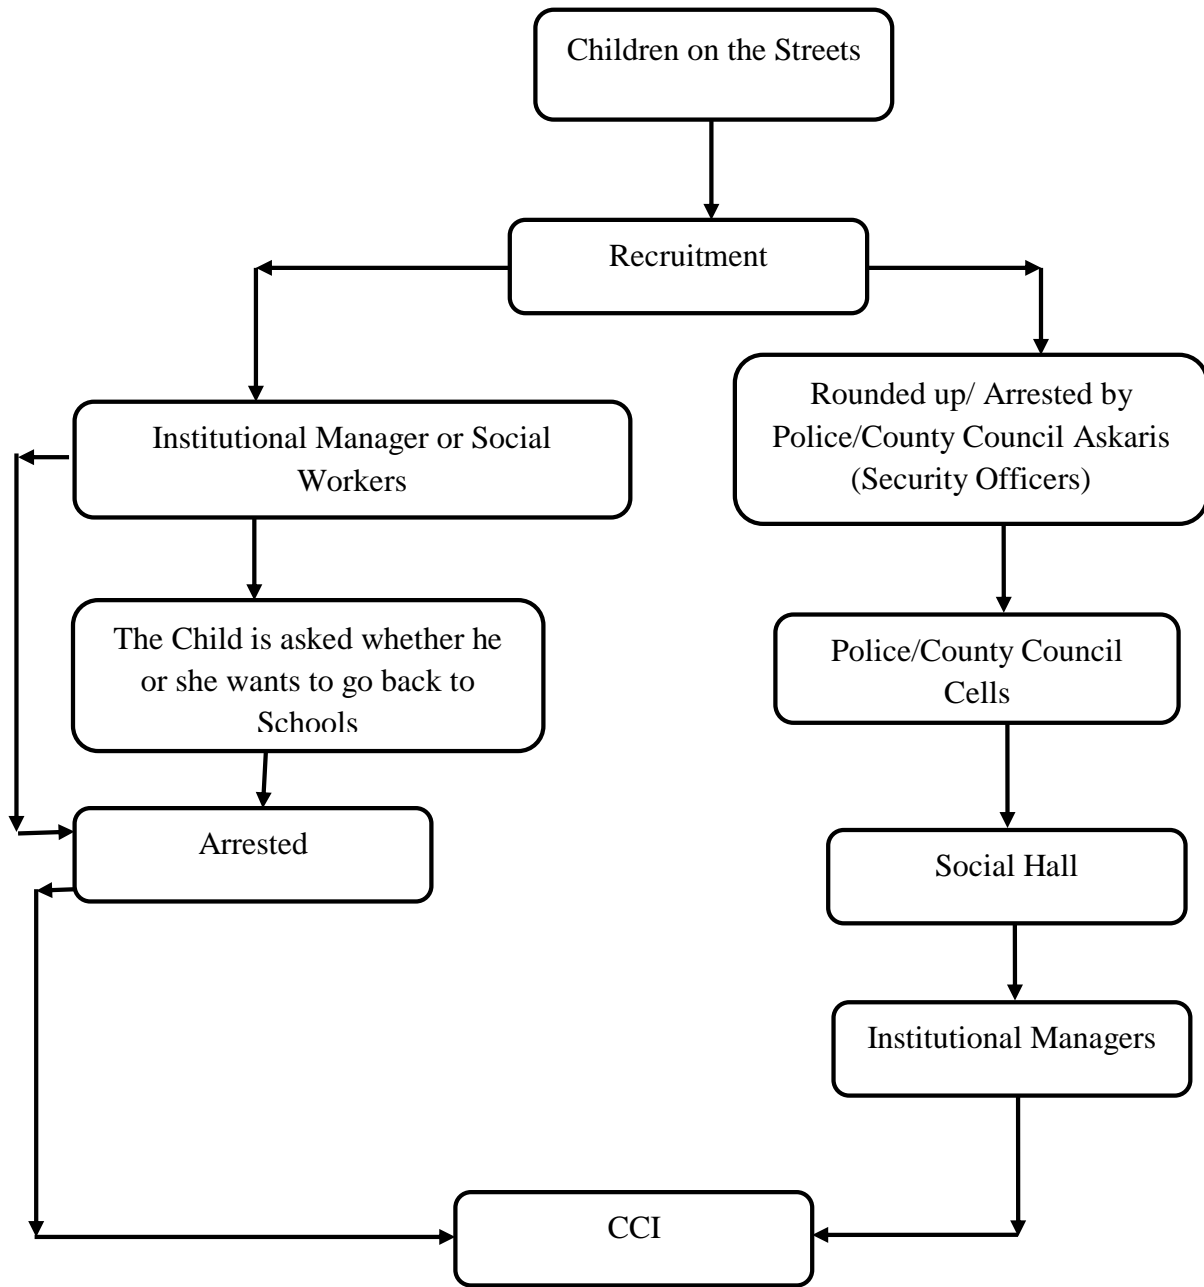 Children on the Streets
Recruitment
Institutional Manager or Social
Workers
Rounded up/ Arrested by
Police/County Council Askaris
(Security Officers)
The Child is asked whether he
or she wants to go back to
Schools
Police/County Council
Cells
Arrested
Social Hall
Institutional Managers
CCI